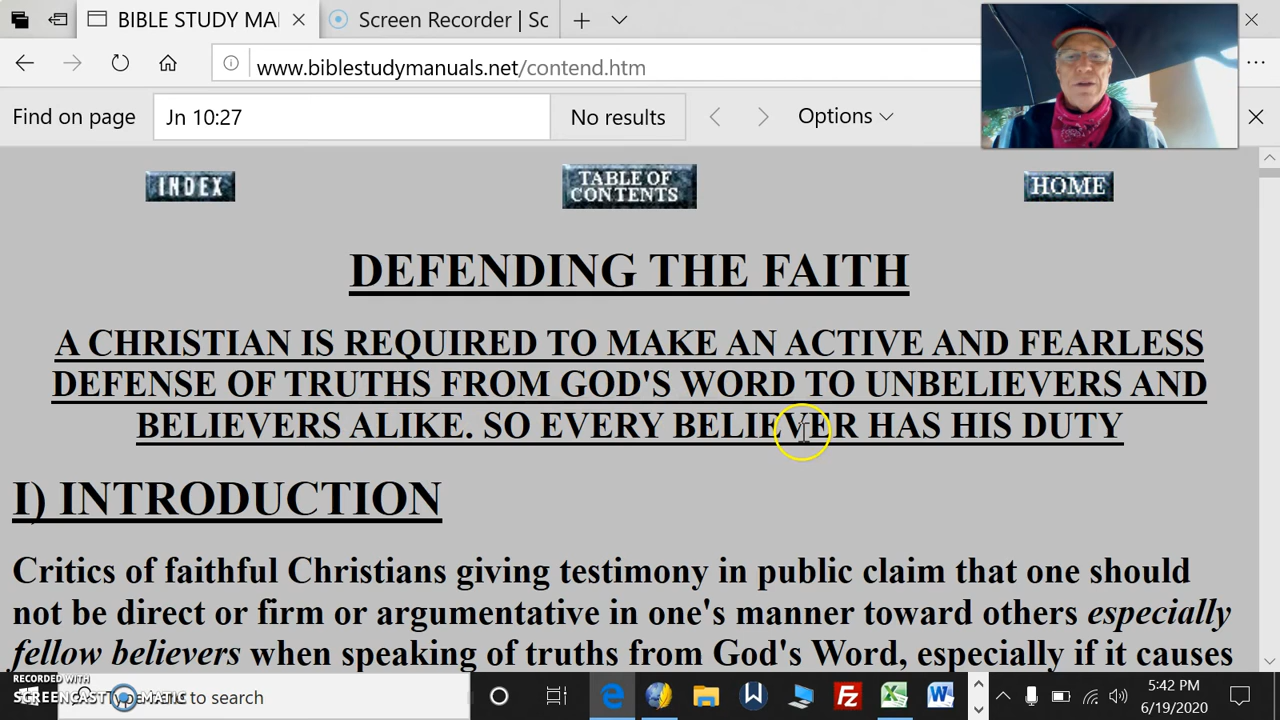 BIBLE STUDY MA
Screen Recorder | Sc
www.biblestudymanuals.net/contend.htm
Find on page
Jn 10:27
No results
Options
INDEX
TABLE OF
CONTENTS
HOME
DEFENDING THE FAITH
A CHRISTIAN IS REQUIRED TO MAKE AN ACTIVE AND FEARLESS
DEFENSE OF TRUTHS FROM GOD'S WORD TO UNBELIEVERS AND
BELIEVERS ALIKE. SO EVERY BELIEVER HAS HIS DUTY
I) INTRODUCTION
Critics of faithful Christians giving testimony in public claim that one should
not be direct or firm or argumentative in one's manner toward others especially
fellow believers when speaking of truths from God's Word, especially if it causes
RECORDED WITH
SCREENCAST MATIC
Type here to search
5:42 PM
6/19/2020